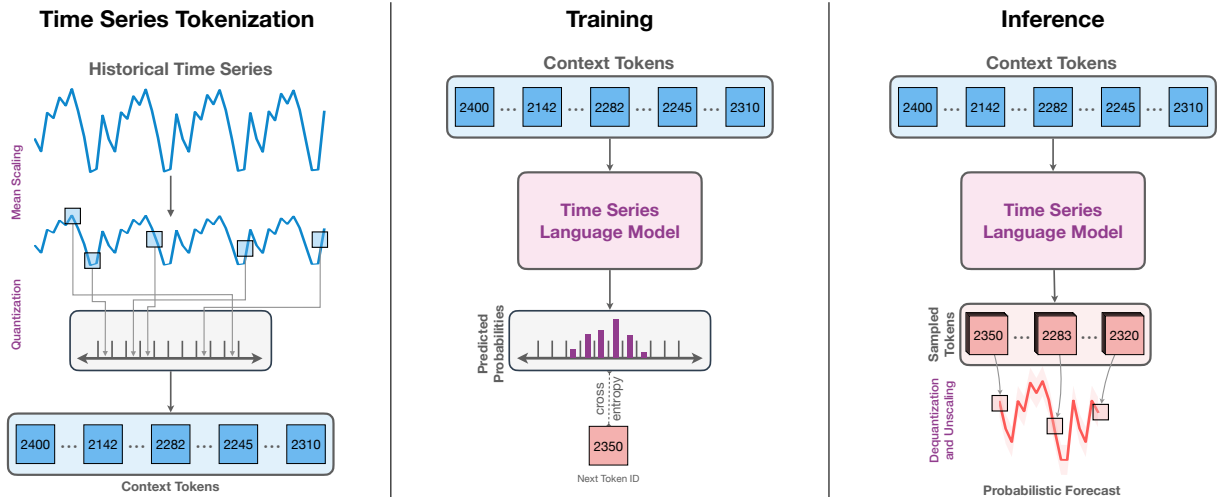 Time Series Tokenization
Historical Time Series
Mean Scaling
Quantization
2400 ... 2142 ... 2282 ... 2245 ... 2310
Context Tokens
Training
Context Tokens
2400 ... 2142 ... 2282 ... 2245 ... 2310
Time Series
Language Model
Predicted
Probabilities
cross
entropy
2350
Next Token ID
Inference
Context Tokens
2400 ... 2142 ... 2282 ... 2245 ... 2310
Time Series
Language Model
Sampled
Tokens
2350 ... 2283 ... 2320
Dequantization
and Unscaling
Probabilistic Forecast